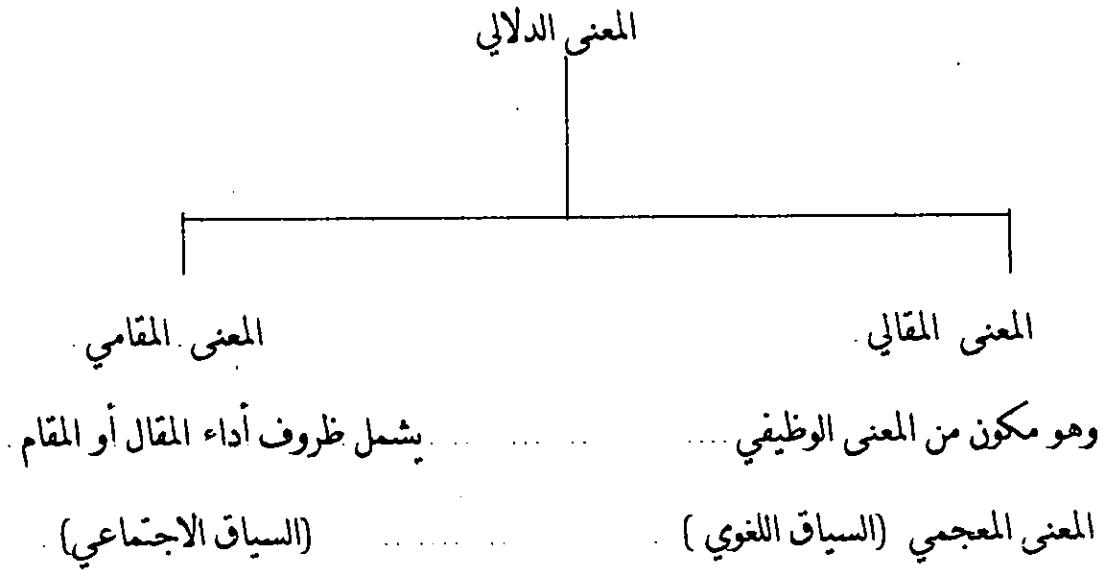 المعنى الدلالي
المعنى المقالي المعنى المقامي
وهو مكون من المعنى الوظيفي .... ... ... ... يشمل ظروف أداء المقال أو المقام
المعنى المعجمي (السياق اللغوي) ... ... (السياق الاجتماعي)